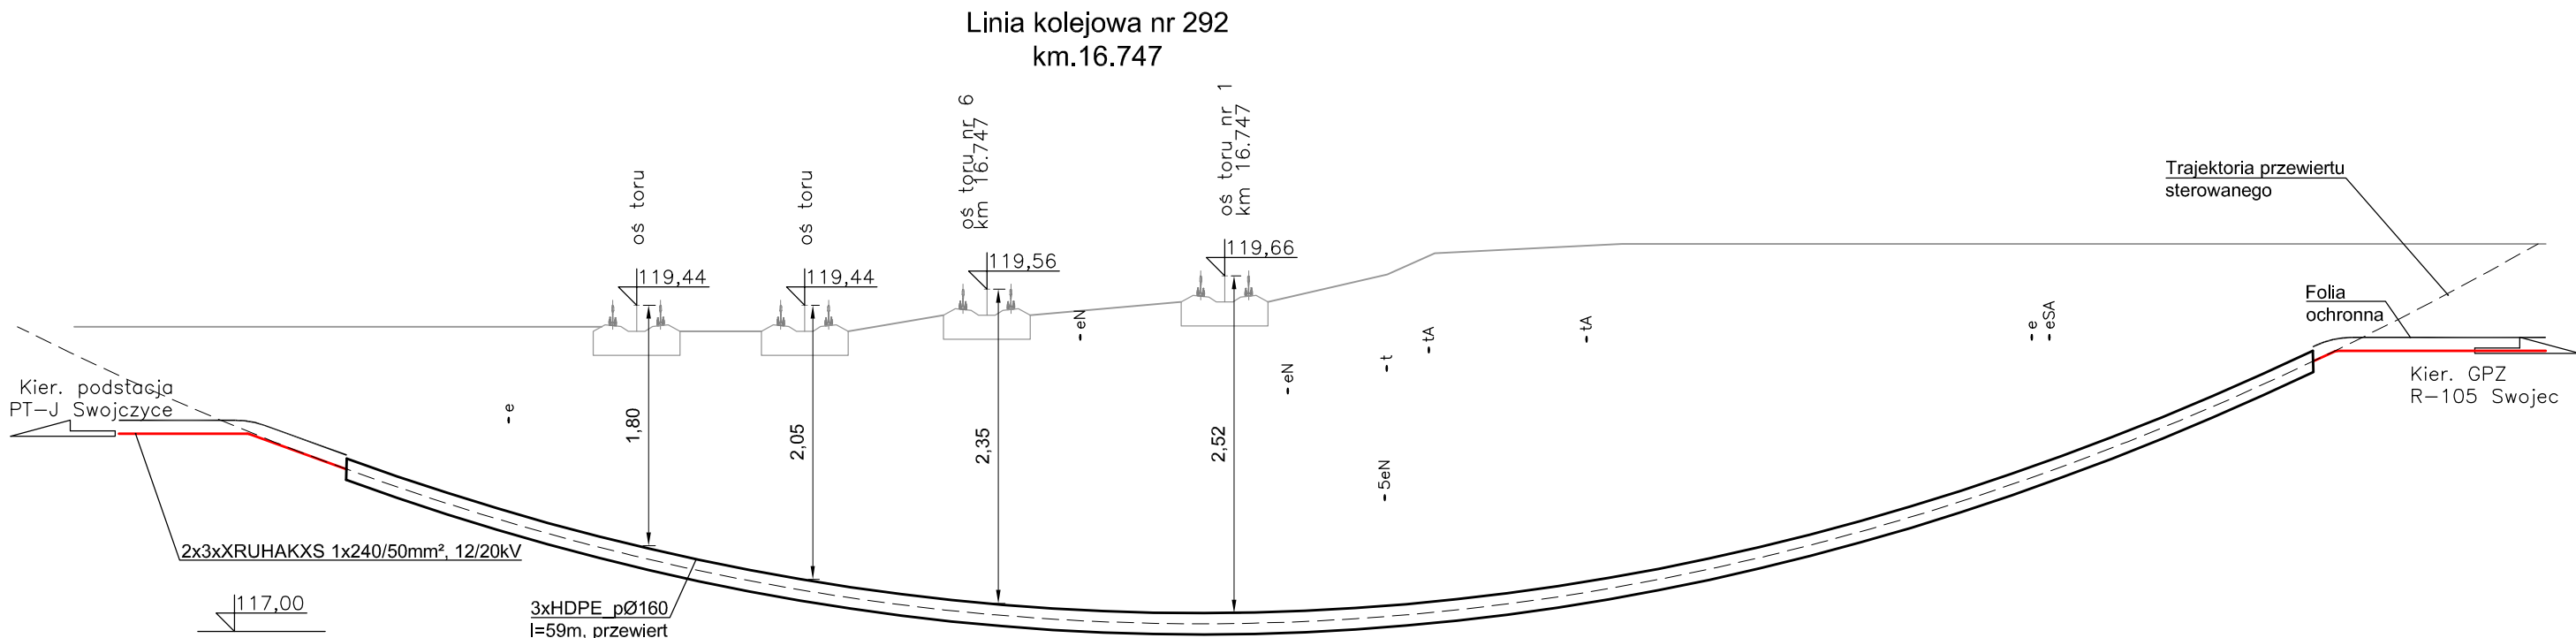 Linia kolejowa nr 292
km.16.747
oś toru
oś toru
oś toru nr 6
km 16.747
oś toru nr 1
km 16.747
119,44
119,44
119,56
119,66
Trajektoria przewiertu
sterowanego
Folia
ochronna
eN
eN
t
tA
tA
e
eSA
e
5eN
Kier. podstacja
PT-J Swojczyce
Kier. GPZ
R-105 Swojec
1,80
2,05
2,35
2,52
2x3xXRUHAKXS 1x240/50mm², 12/20kV
117,00
3xHDPE pØ160
l=59m, przewiert